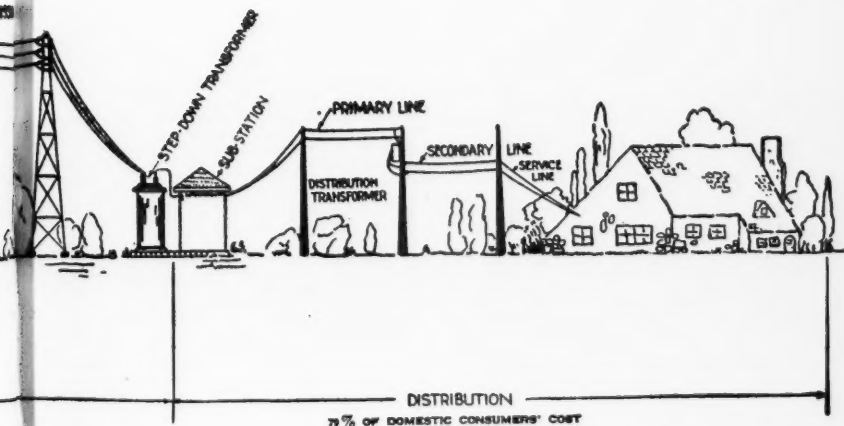 STEP-DOWN TRANSFORMER
SUB-STATION
PRIMARY LINE
DISTRIBUTION
TRANSFORMER
SECONDARY LINE
SERVICE
LINE
DISTRIBUTION
% OF DOMESTIC CONSUMERS' COST